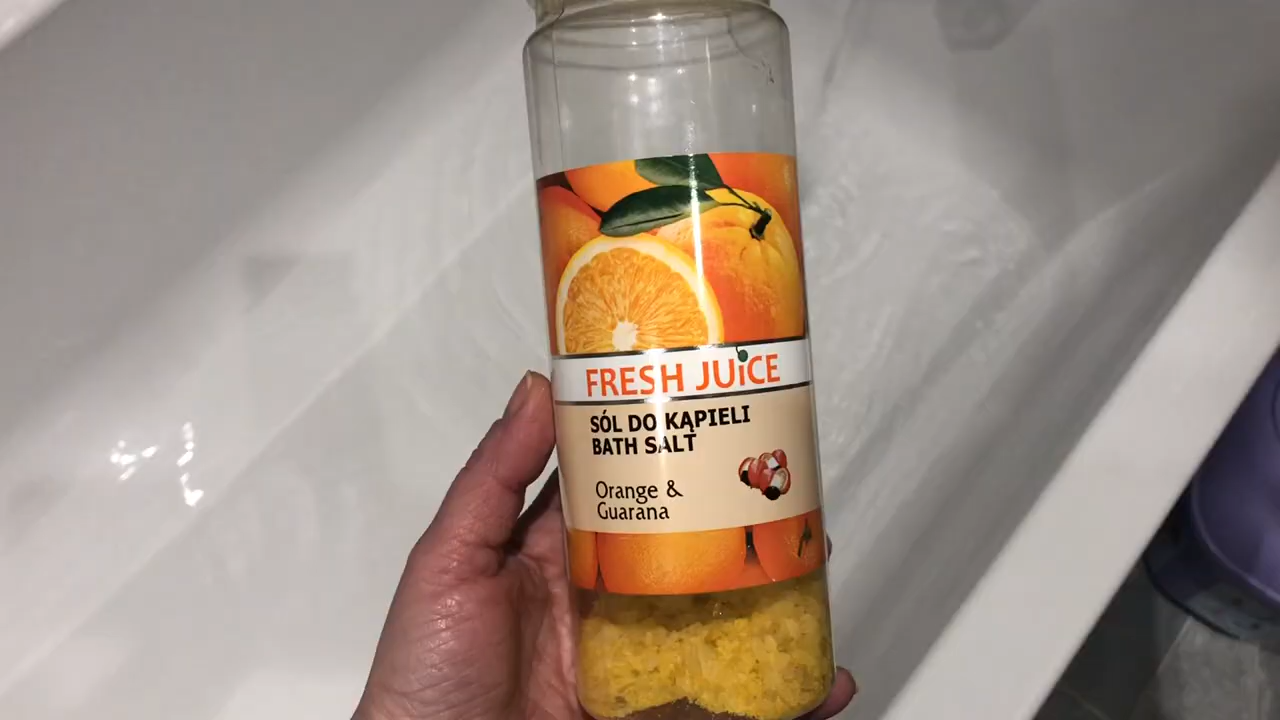 FRESH JUiCE
SÓL DO KĄPIELI
BATH SALT
Orange &
Guarana